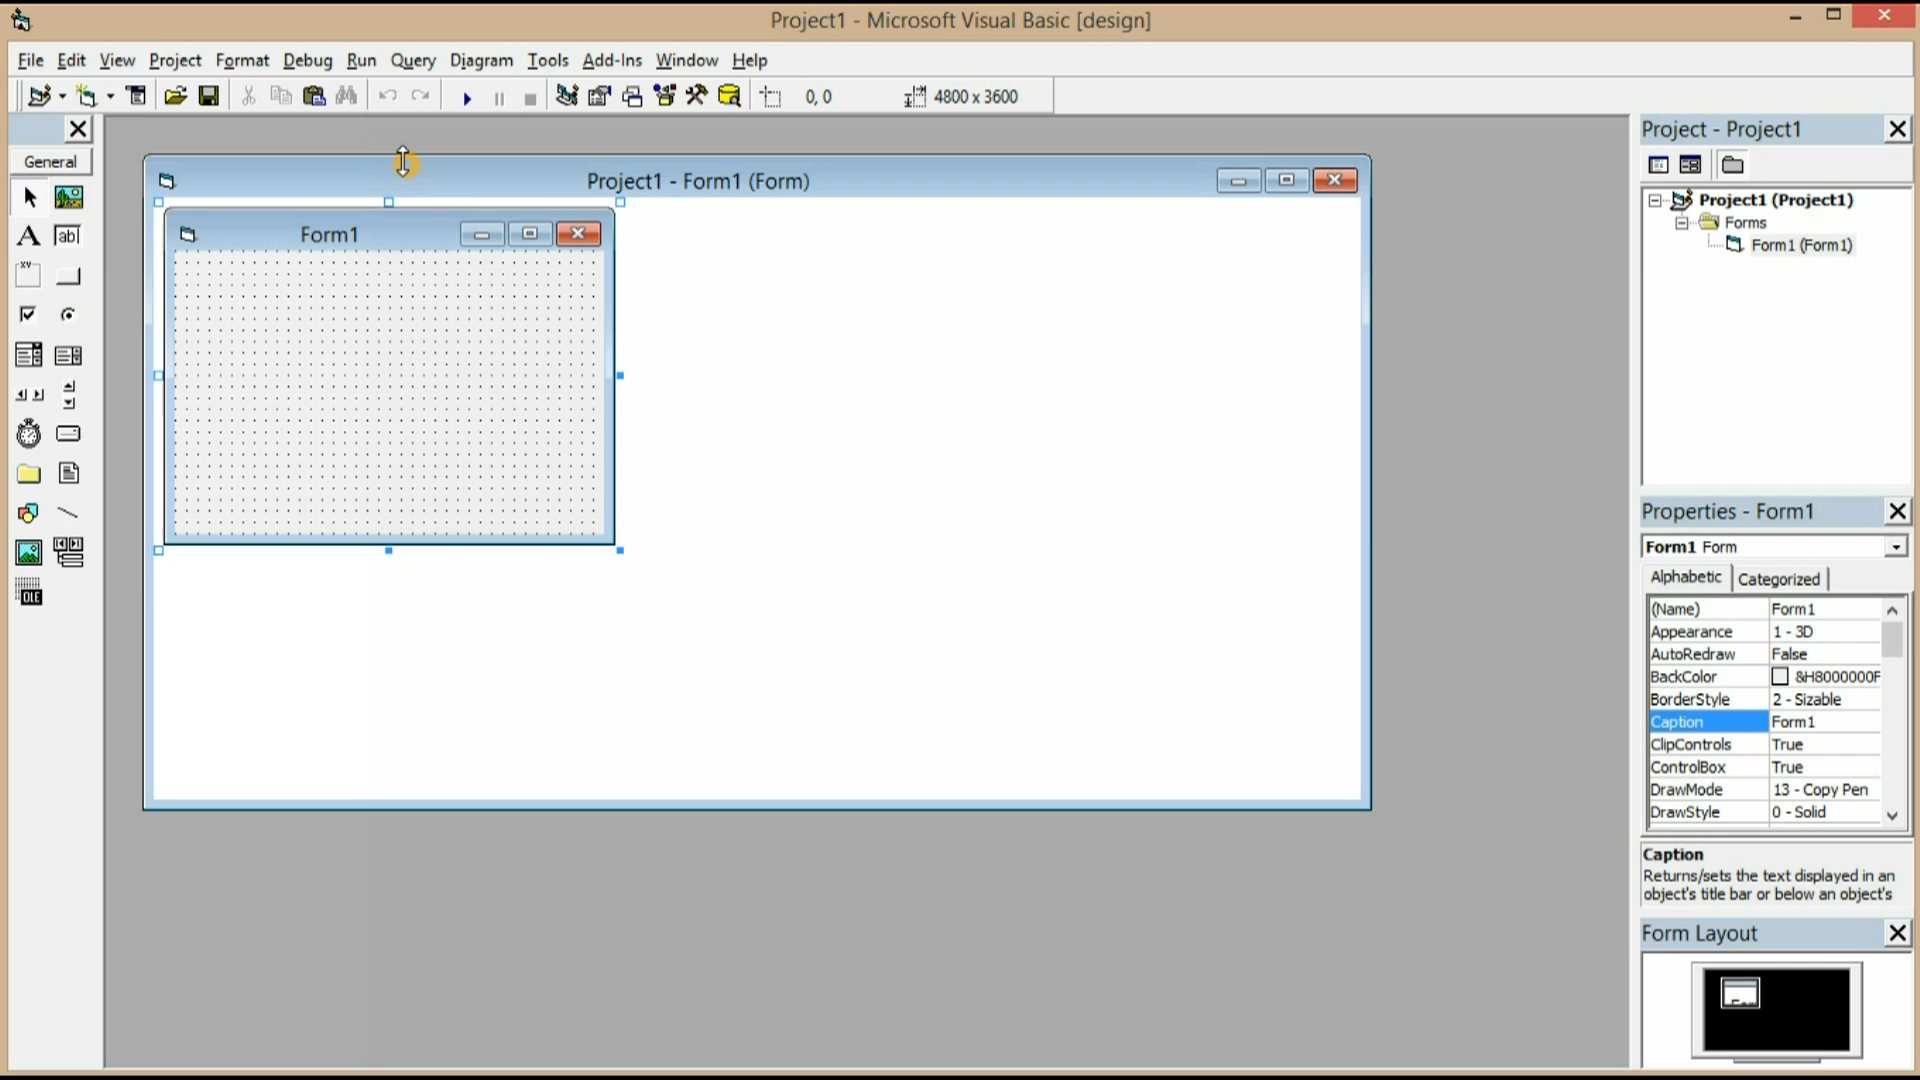 Project1 - Microsoft Visual Basic [design]
File Edit View Project Format Debug Run Query Diagram Tools Add-Ins Window Help
0, 0 4800 x 3600
General
A
ab
XY
OLE
Project1 - Form1 (Form)
Form1
Project - Project1
Project1 (Project1)
Forms
Form1 (Form1)
Properties - Form1
Form1 Form
Alphabetic Categorized
(Name) Form1
Appearance 1 - 3D
AutoRedraw False
BackColor &H8000000F
BorderStyle 2 - Sizable
Caption Form1
ClipControls True
ControlBox True
DrawMode 13 - Copy Pen
DrawStyle 0 - Solid
Caption
Returns/sets the text displayed in an
object's title bar or below an object's
Form Layout